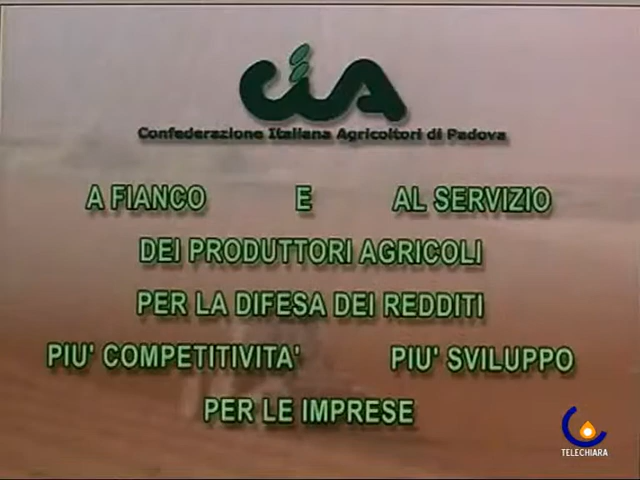 CIA
Confederazione Italiana Agricoltori di Padova
A FIANCO E AL SERVIZIO
DEI PRODUTTORI AGRICOLI
PER LA DIFESA DEI REDDITI
PIU' COMPETITIVITA' PIU' SVILUPPO
PER LE IMPRESE
TELECHIARA